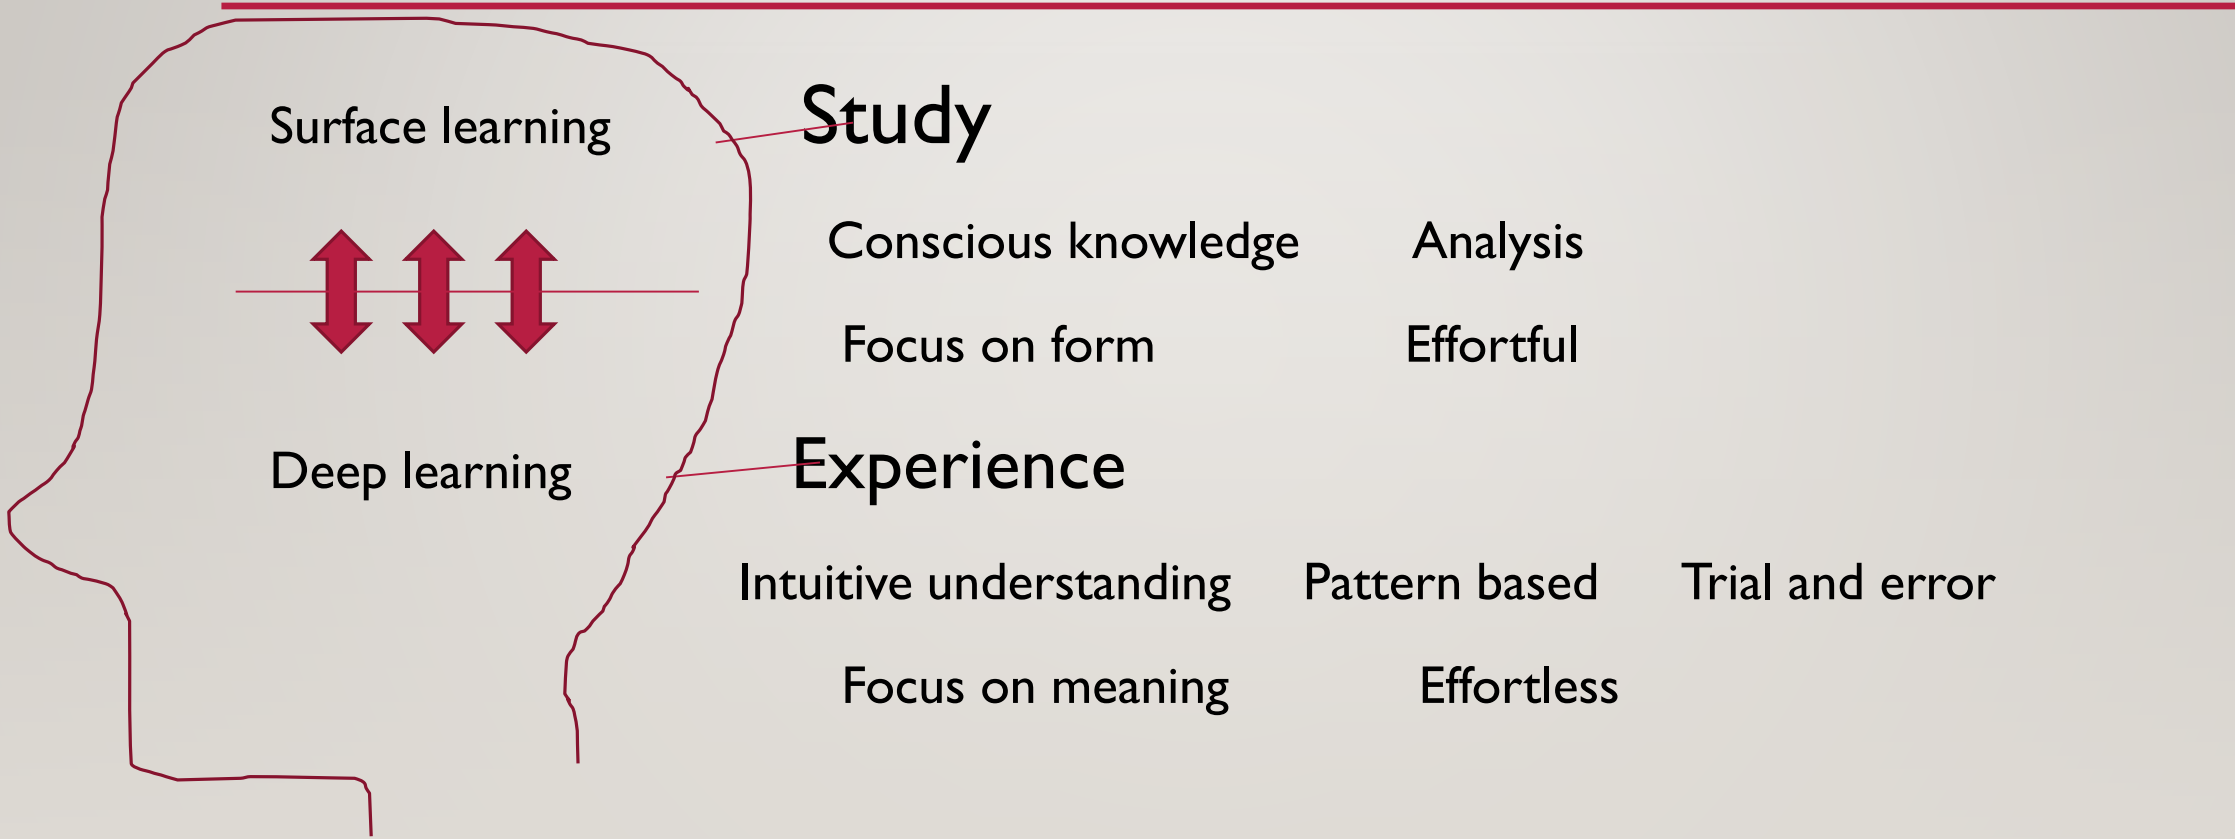 Surface learning
Study
Conscious knowledge
Analysis
Focus on form
Effortful
Deep learning
Experience
Intuitive understanding
Pattern based
Trial and error
Focus on meaning
Effortless